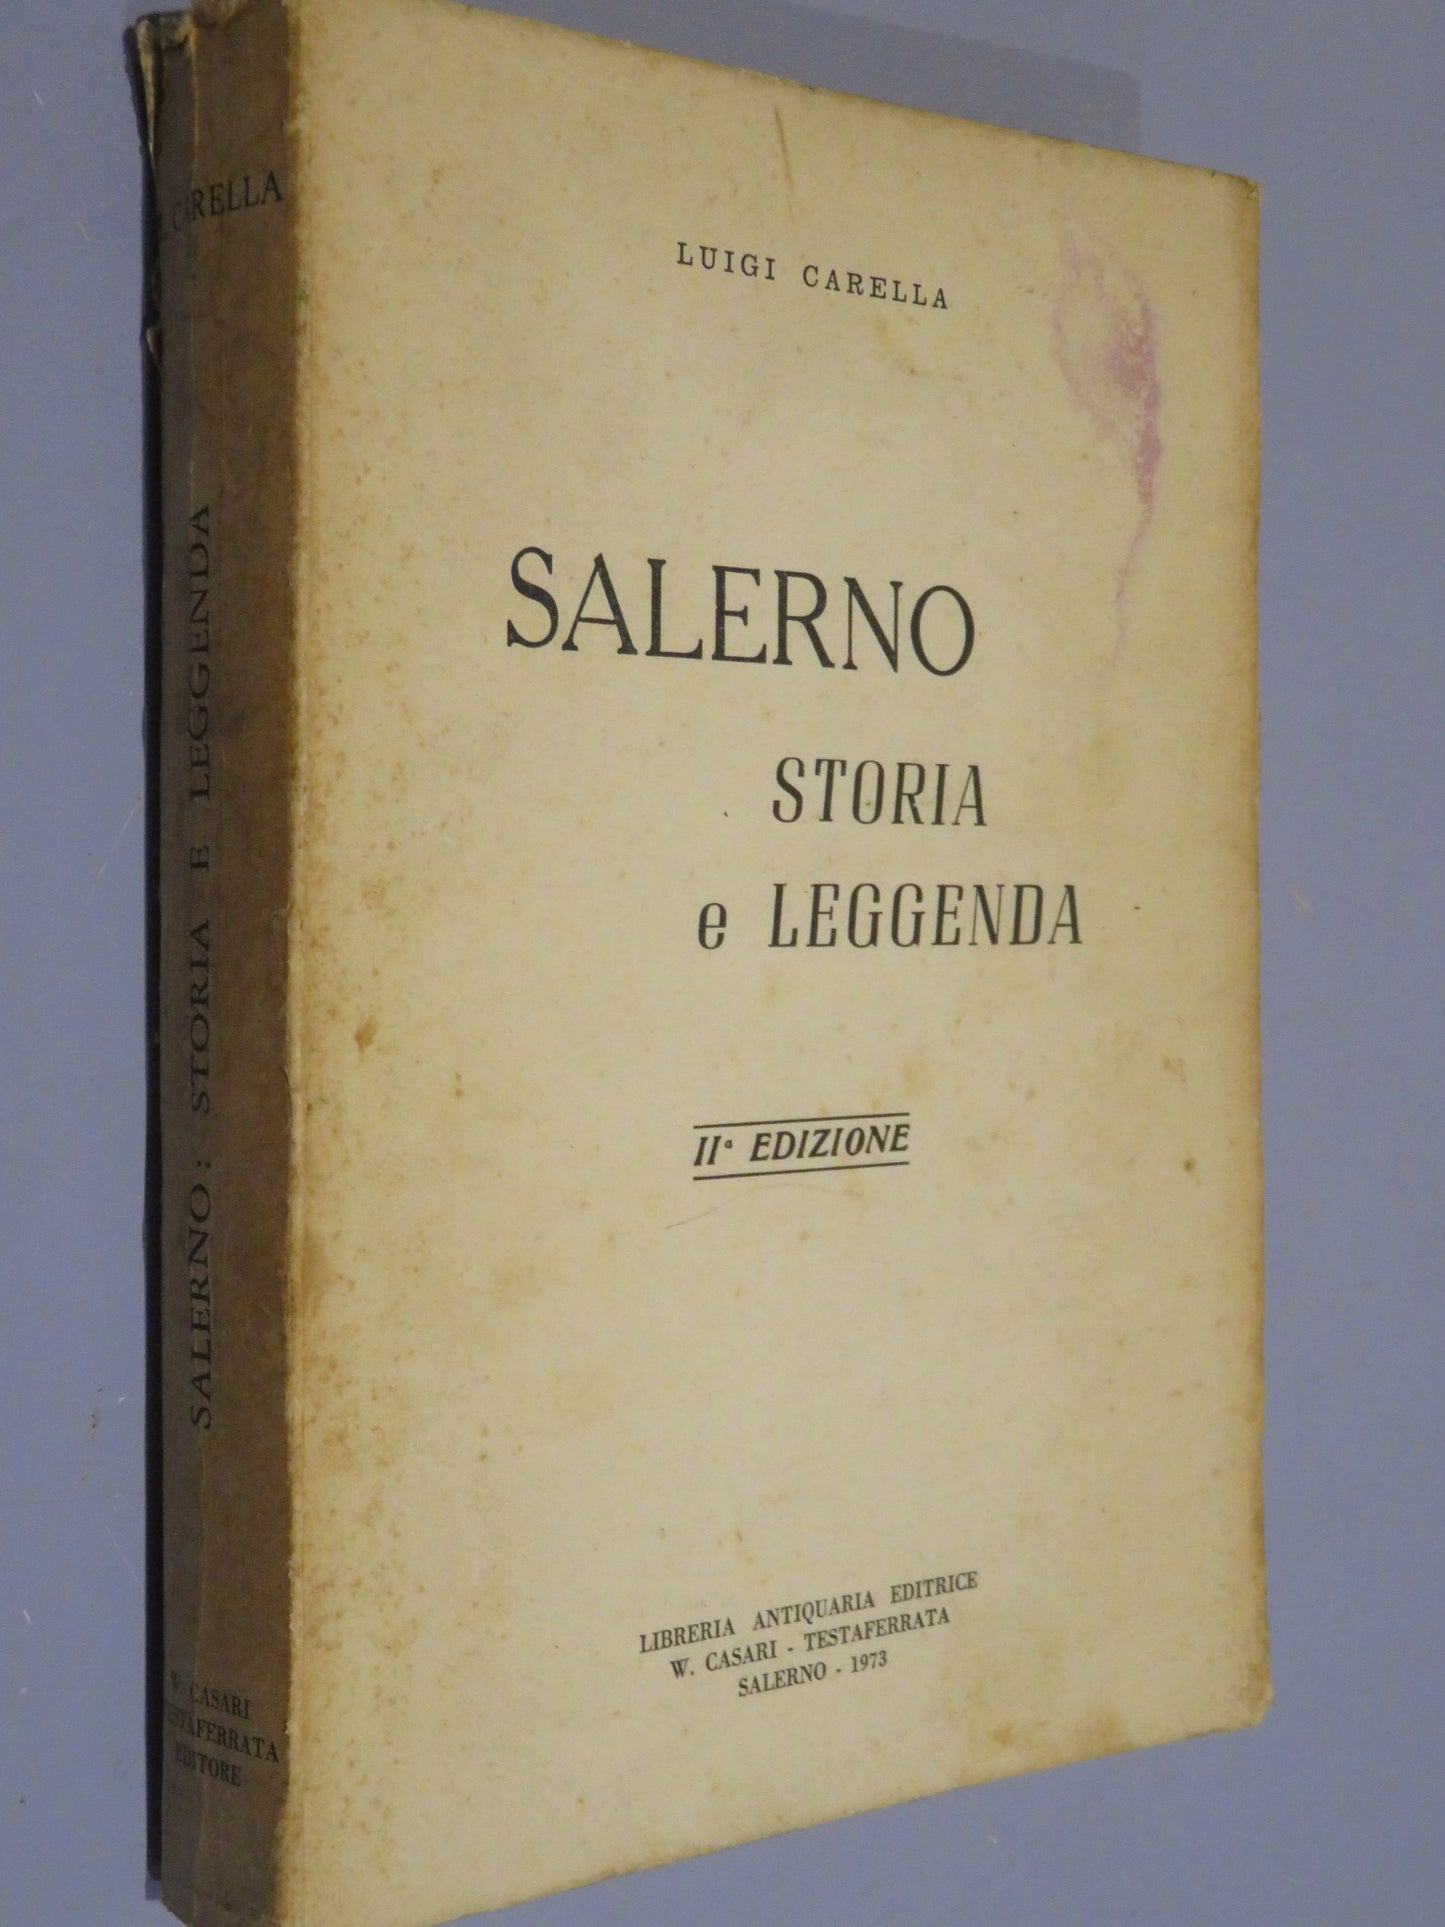 CARELLA
SALERNO: STORIA E LEGGENDA
W. CASARI
TESTAFERRATA
EDITORE
LUIGI CARELLA
SALERNO
STORIA
e LEGGENDA
IIª EDIZIONE
LIBRERIA ANTIQUARIA EDITRICE
W. CASARI - TESTAFERRATA
SALERNO - 1973